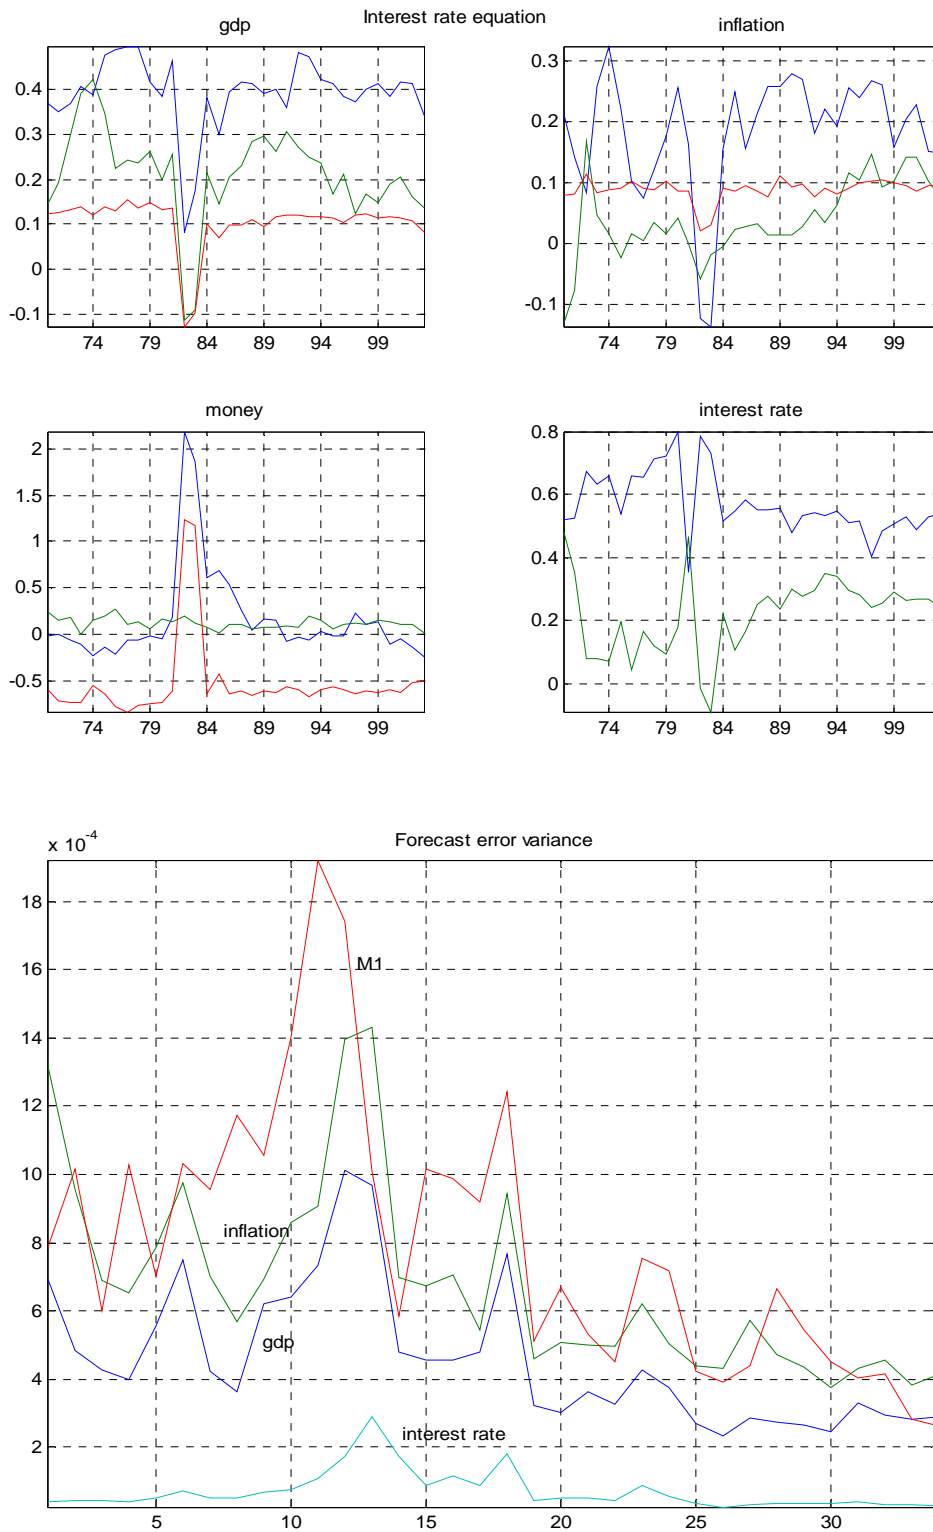 Interest rate equation
gdp
inflation
0.4
0.3
0.2
0.1
0
-0.1
74 79 84 89 94 99
0.3
0.2
0.1
0
-0.1
74 79 84 89 94 99
money
interest rate
2
1.5
1
0.5
0
-0.5
74 79 84 89 94 99
0.8
0.6
0.4
0.2
0
74 79 84 89 94 99
x 10-4
Forecast error variance
18
16
14
12
10
8
6
4
2
M1
inflation
gdp
interest rate
5 10 15 20 25 30